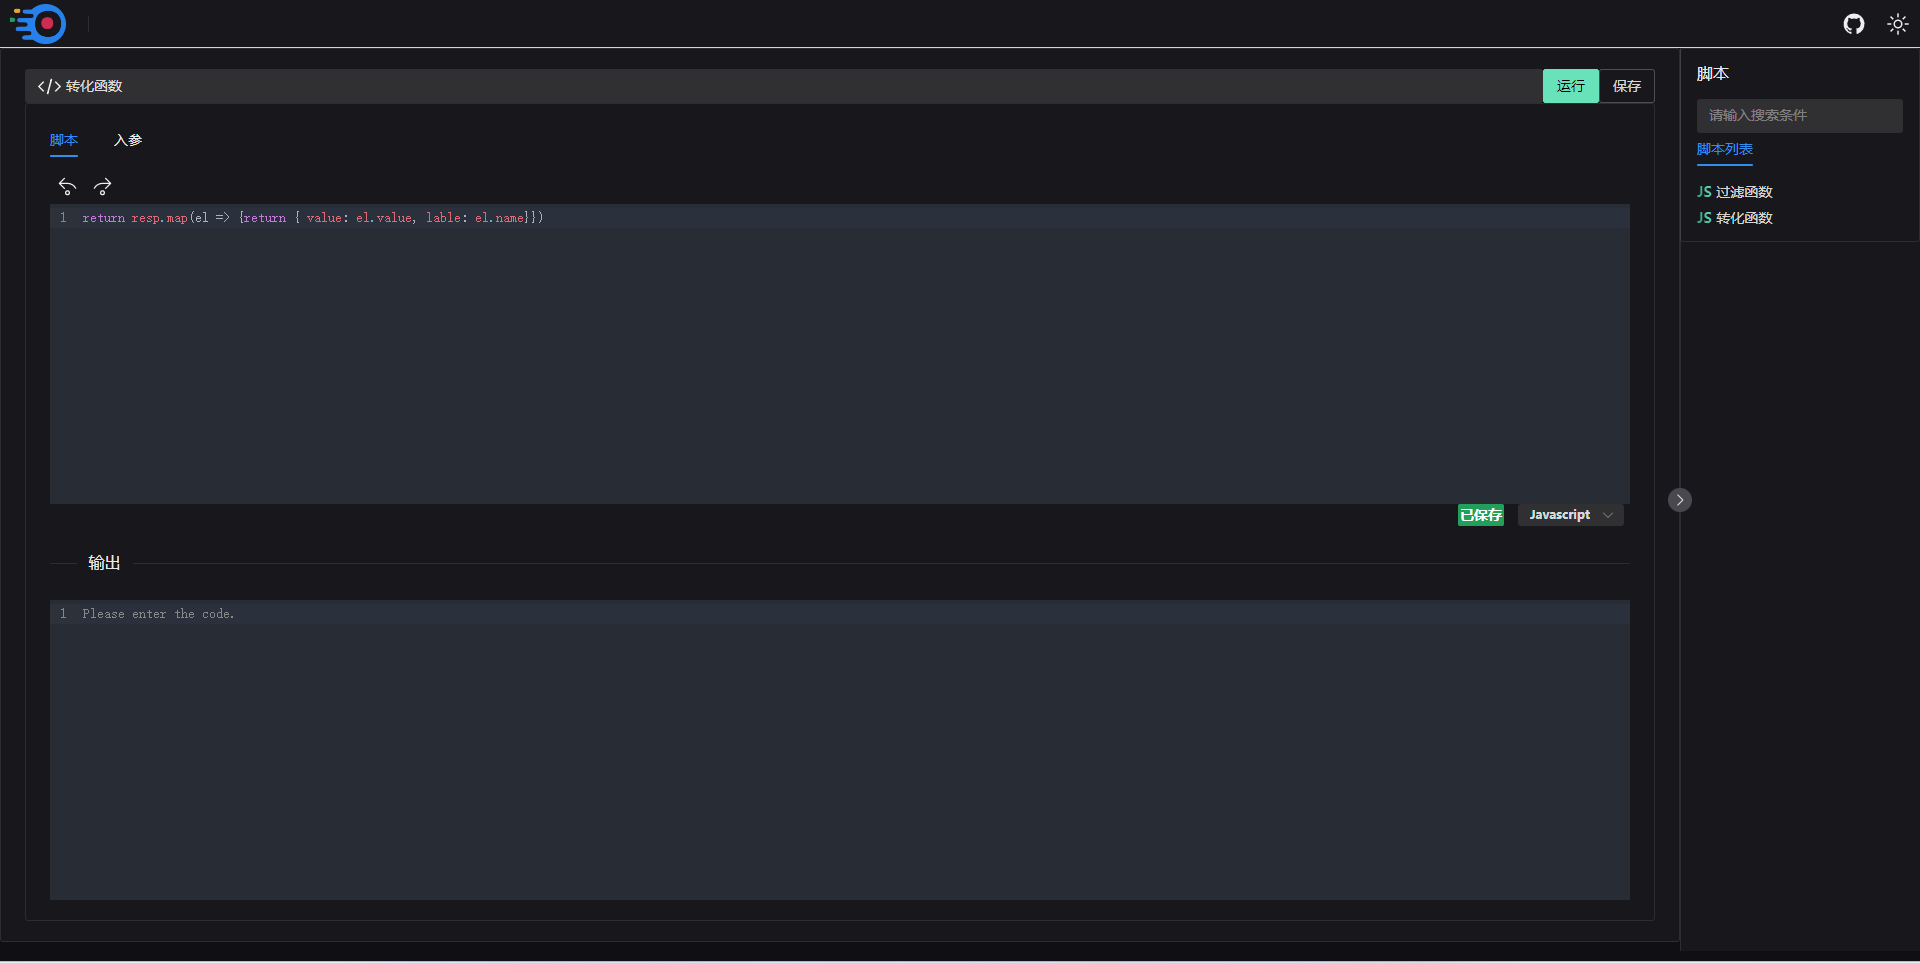 转化函数
运行
保存
脚本
入参
1 return resp.map(el => {return { value: el.value, lable: el.name}})
已保存
Javascript
输出
1 Please enter the code.
脚本
请输入搜索条件
脚本列表
JS 过滤函数
JS 转化函数